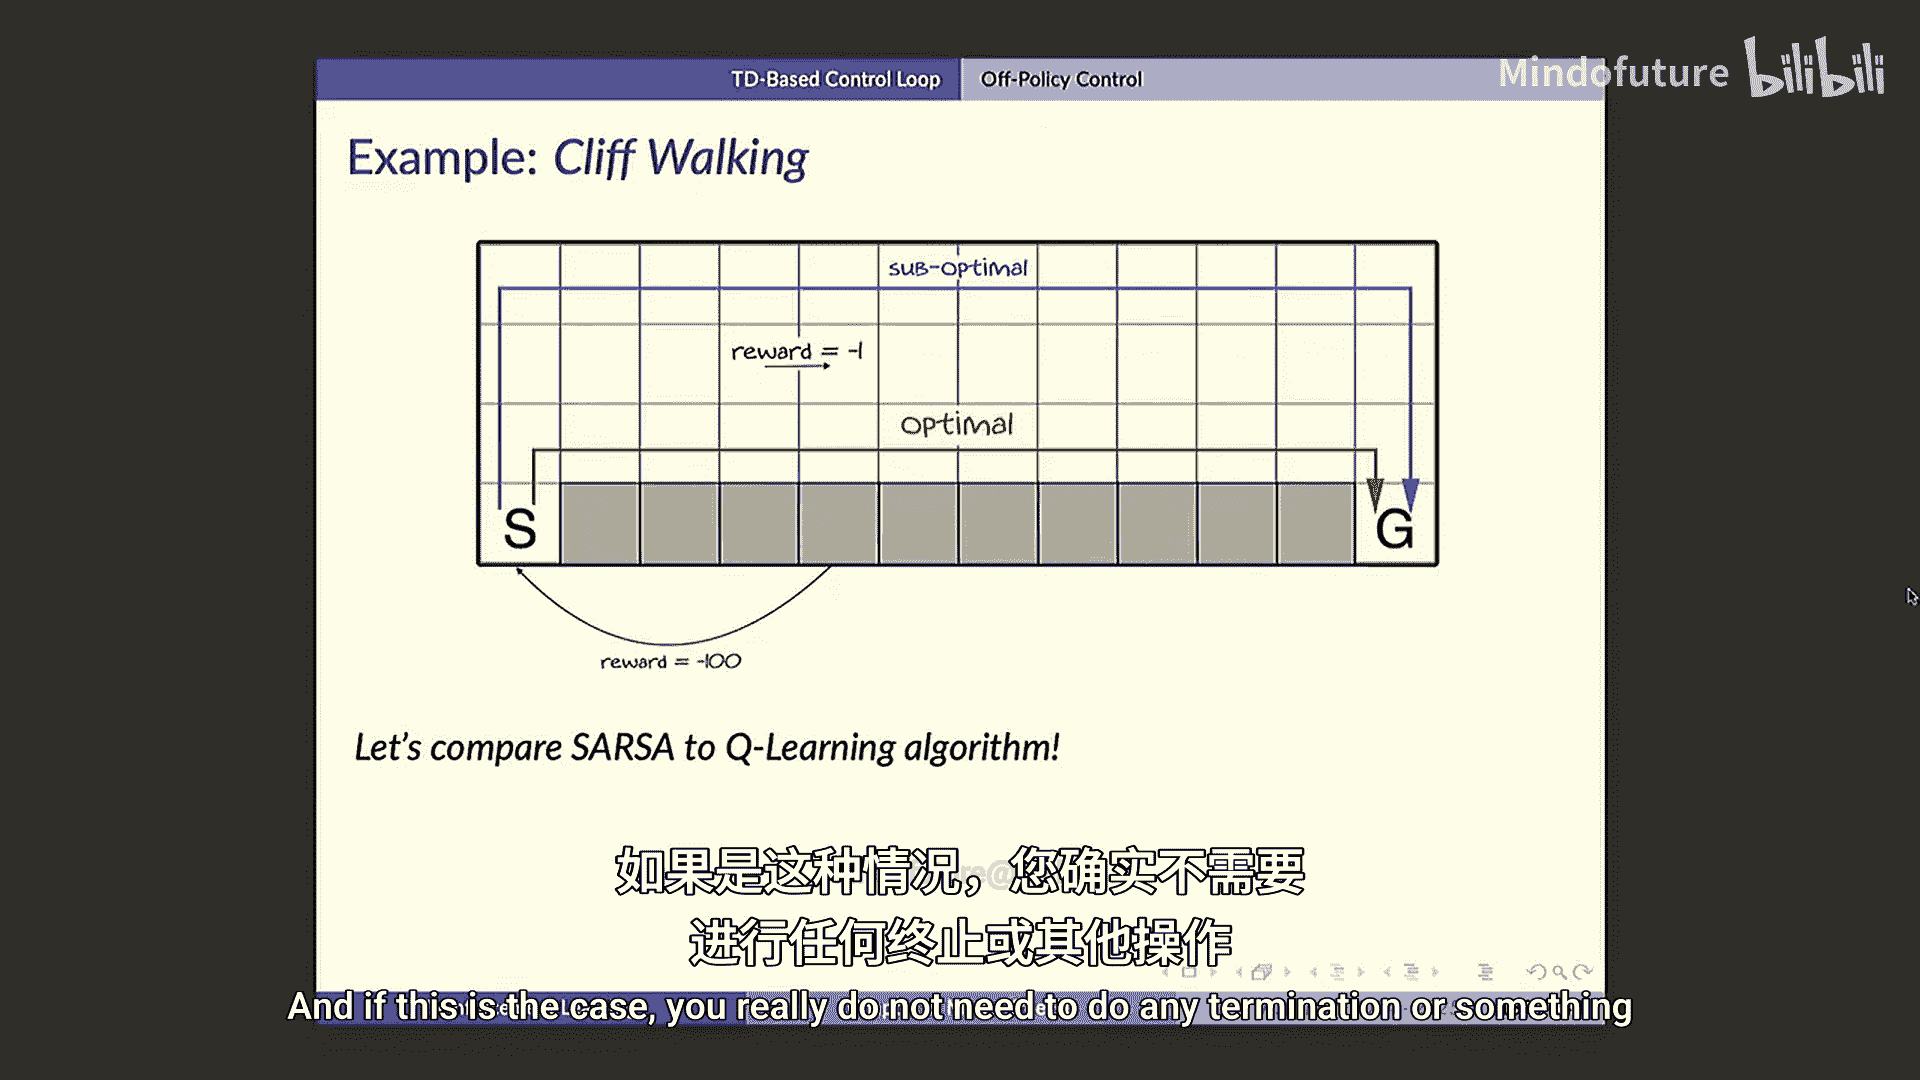 TD-Based Control Loop Off-Policy Control
Mindofuture bilibili
Example: Cliff Walking
sub-optimal
reward = -1
optimal
S G
reward = -100
Let's compare SARSA to Q-Learning algorithm!
如果是这种情况，您确实不需要
进行任何终止或其他操作
And if this is the case, you really do not need to do any termination or something